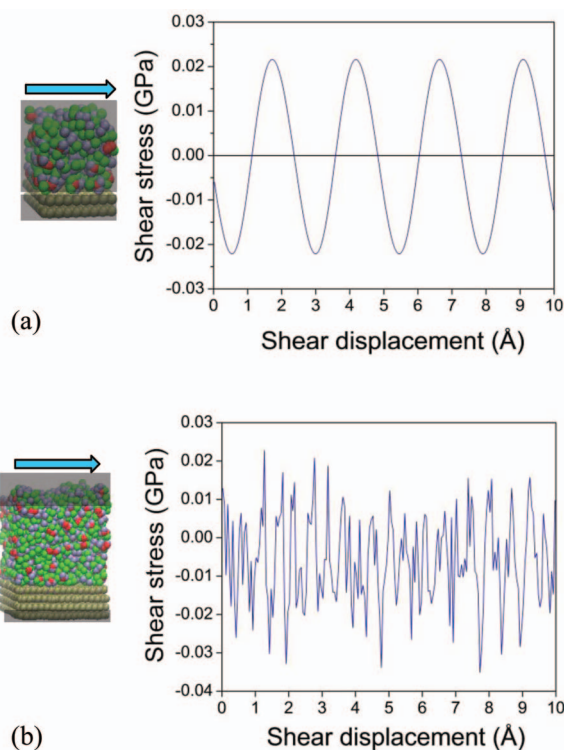 0.03
0.02
0.01
0.00
-0.01
-0.02
-0.03
Shear stress (GPa)
0 1 2 3 4 5 6 7 8 9 10
Shear displacement (Å)
(a)
0.03
0.02
0.01
0.00
-0.01
-0.02
-0.03
-0.04
Shear stress (GPa)
0 1 2 3 4 5 6 7 8 9 10
Shear displacement (Å)
(b)